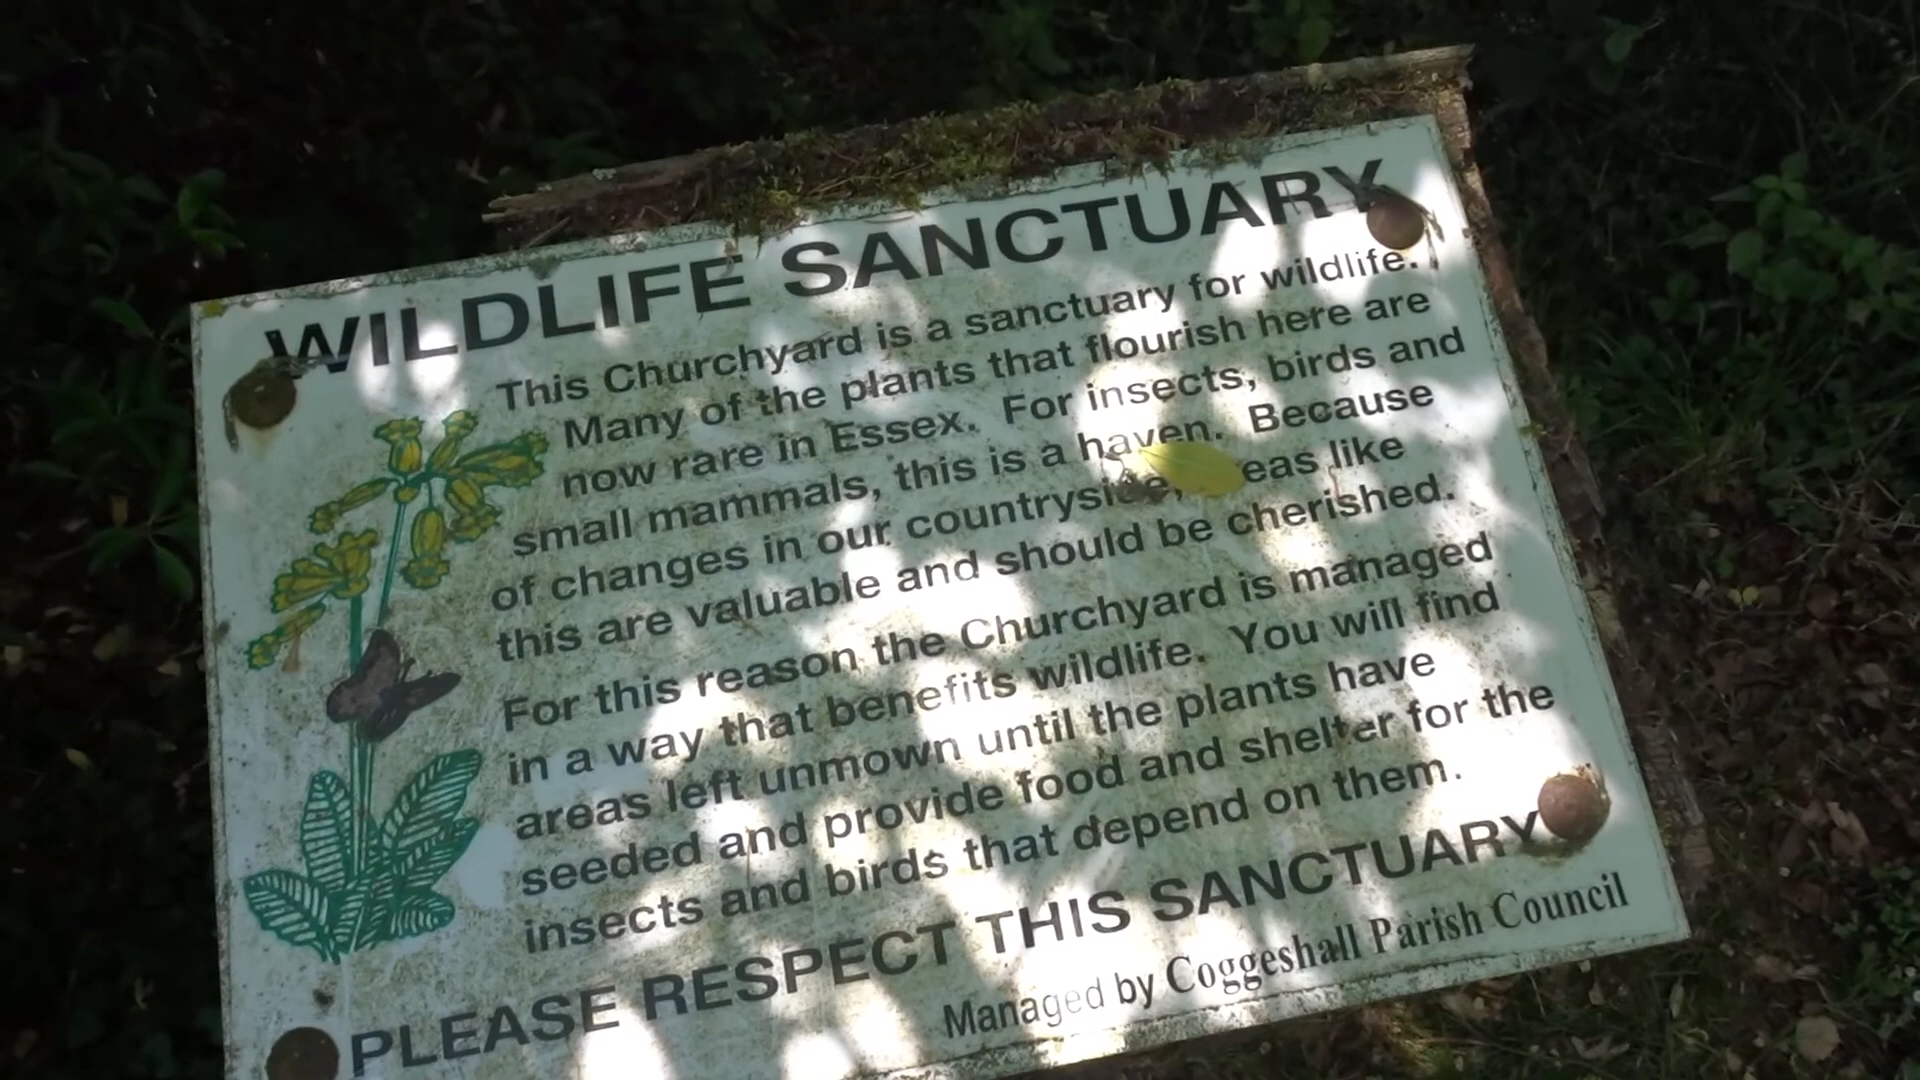 WILDLIFE SANCTUARY
This Churchyard is a sanctuary for wildlife.
Many of the plants that flourish here are
now rare in Essex. For insects, birds and
small mammals, this is a haven. Because
of changes in our countryside, eas like
this are valuable and should be cherished.
For this reason the Churchyard is managed
in a way that benefits wildlife. You will find
areas left unmown until the plants have
seeded and provide food and shelter for the
insects and birds that depend on them.
PLEASE RESPECT THIS SANCTUARY
Managed by Coggeshall Parish Council